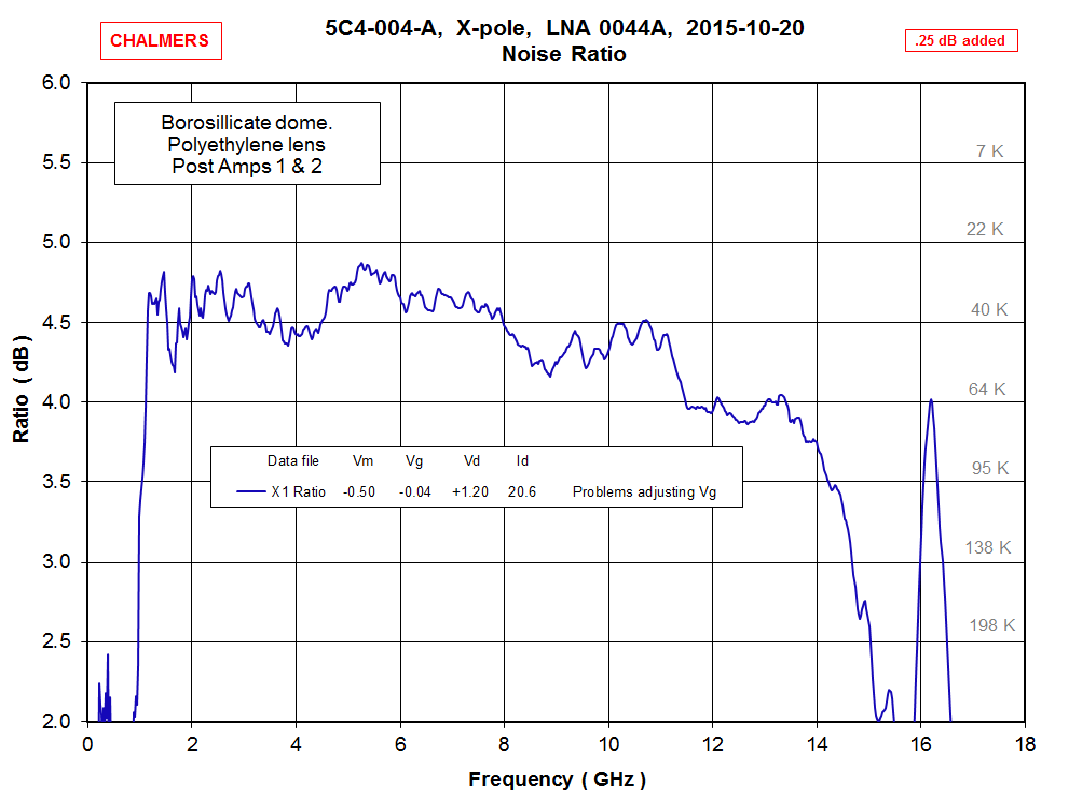 CHALMERS
5C4-004-A, X-pole, LNA 0044A, 2015-10-20
Noise Ratio
.25 dB added
6.0
5.5
5.0
4.5
4.0
3.5
3.0
2.5
2.0
Ratio ( dB )
Borosillicate dome.
Polyethylene lens
Post Amps 1 & 2
7 K
22 K
40 K
64 K
95 K
138 K
198 K
Data file Vm Vg Vd Id
X1 Ratio -0.50 -0.04 +1.20 20.6 Problems adjusting Vg
0 2 4 6 8 10 12 14 16 18
Frequency ( GHz )